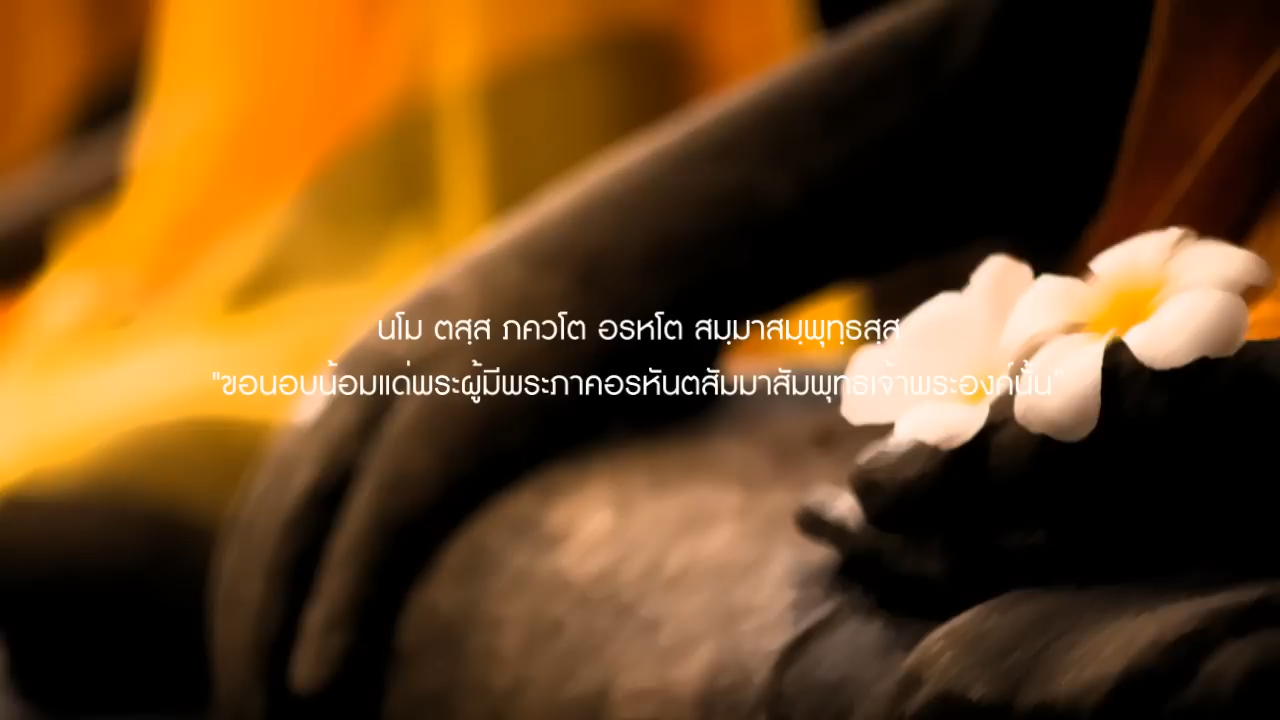 นโม ตสฺส ภควโต อรหโต สมฺมาสมฺพุทฺธสฺส
"ขอนอบน้อมแด่พระผู้มีพระภาคอรหันตสัมมาสัมพุทธเจ้าพระองค์นั้น"